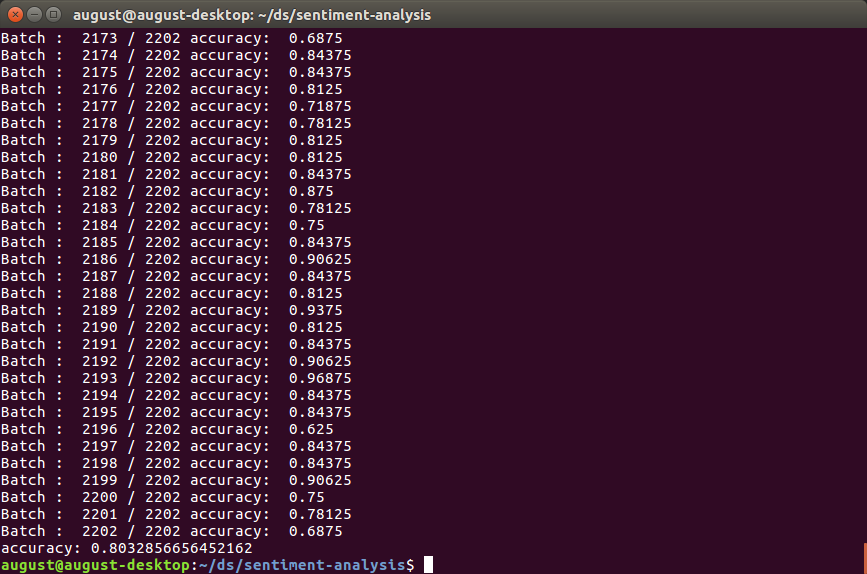 august@august-desktop: ~/ds/sentiment-analysis
Batch :  2173 / 2202 accuracy:  0.6875
Batch :  2174 / 2202 accuracy:  0.84375
Batch :  2175 / 2202 accuracy:  0.84375
Batch :  2176 / 2202 accuracy:  0.8125
Batch :  2177 / 2202 accuracy:  0.71875
Batch :  2178 / 2202 accuracy:  0.78125
Batch :  2179 / 2202 accuracy:  0.8125
Batch :  2180 / 2202 accuracy:  0.8125
Batch :  2181 / 2202 accuracy:  0.84375
Batch :  2182 / 2202 accuracy:  0.875
Batch :  2183 / 2202 accuracy:  0.78125
Batch :  2184 / 2202 accuracy:  0.75
Batch :  2185 / 2202 accuracy:  0.84375
Batch :  2186 / 2202 accuracy:  0.90625
Batch :  2187 / 2202 accuracy:  0.84375
Batch :  2188 / 2202 accuracy:  0.8125
Batch :  2189 / 2202 accuracy:  0.9375
Batch :  2190 / 2202 accuracy:  0.8125
Batch :  2191 / 2202 accuracy:  0.84375
Batch :  2192 / 2202 accuracy:  0.90625
Batch :  2193 / 2202 accuracy:  0.96875
Batch :  2194 / 2202 accuracy:  0.84375
Batch :  2195 / 2202 accuracy:  0.84375
Batch :  2196 / 2202 accuracy:  0.625
Batch :  2197 / 2202 accuracy:  0.84375
Batch :  2198 / 2202 accuracy:  0.84375
Batch :  2199 / 2202 accuracy:  0.90625
Batch :  2200 / 2202 accuracy:  0.75
Batch :  2201 / 2202 accuracy:  0.78125
Batch :  2202 / 2202 accuracy:  0.6875
accuracy: 0.8032856656452162
august@august-desktop:~/ds/sentiment-analysis$